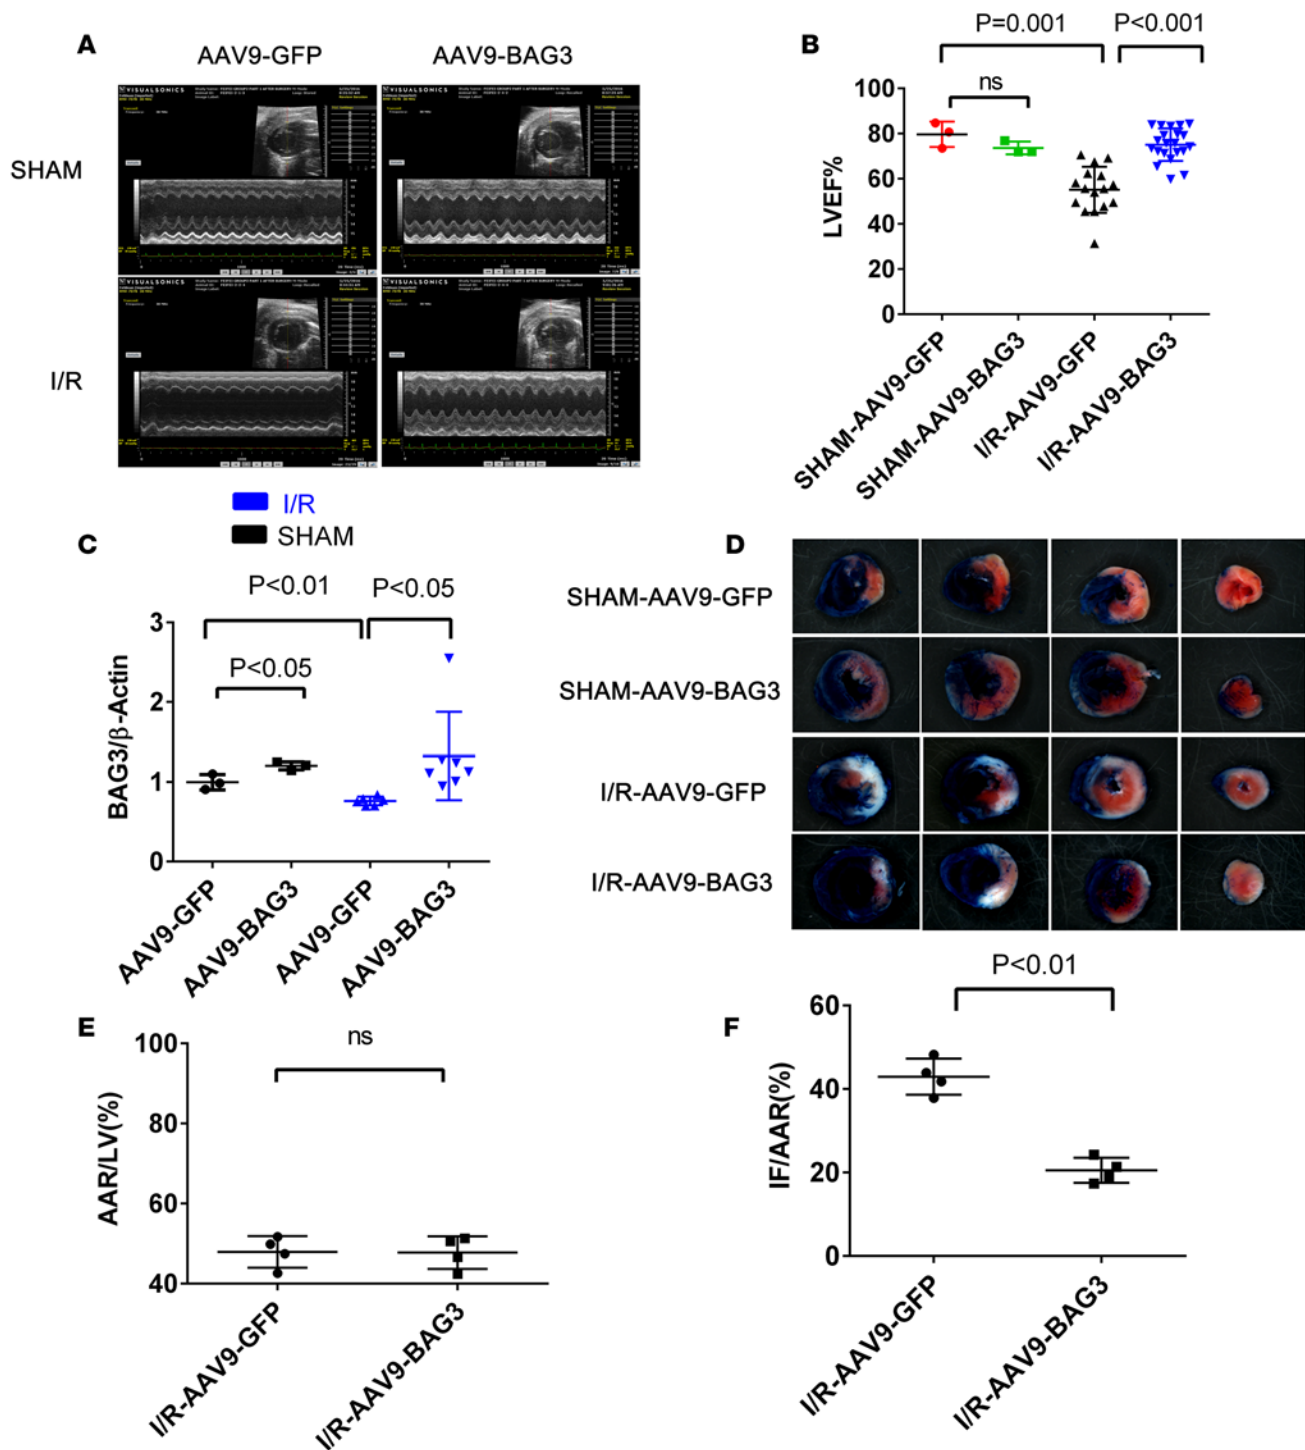 A
AAV9-GFP
AAV9-BAG3
SHAM
I/R
VISUALSONICS
VISUALSONICS
VISUALSONICS
VISUALSONICS
B
P=0.001
P<0.001
ns
LVEF%
100
80
60
40
20
0
SHAM-AAV9-GFP
SHAM-AAV9-BAG3
I/R-AAV9-GFP
I/R-AAV9-BAG3
I/R
SHAM
C
P<0.01
P<0.05
P<0.05
BAG3/β-Actin
3
2
1
0
AAV9-GFP
AAV9-BAG3
AAV9-GFP
AAV9-BAG3
D
SHAM-AAV9-GFP
SHAM-AAV9-BAG3
I/R-AAV9-GFP
I/R-AAV9-BAG3
E
ns
AAR/LV(%)
100
80
60
40
I/R-AAV9-GFP
I/R-AAV9-BAG3
F
P<0.01
IF/AAR(%)
60
40
20
0
I/R-AAV9-GFP
I/R-AAV9-BAG3